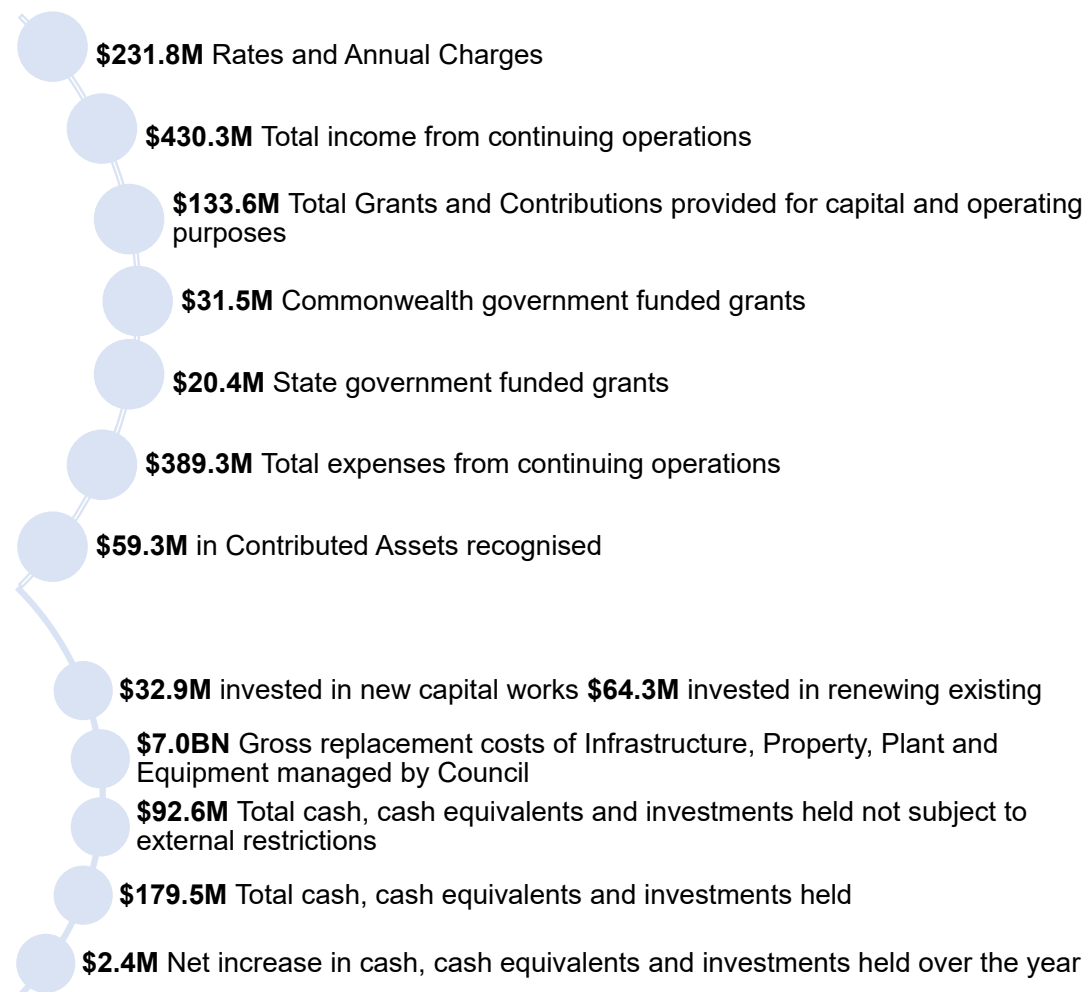 $231.8M Rates and Annual Charges
$430.3M Total income from continuing operations
$133.6M Total Grants and Contributions provided for capital and operating
purposes
$31.5M Commonwealth government funded grants
$20.4M State government funded grants
$389.3M Total expenses from continuing operations
$59.3M in Contributed Assets recognised
$32.9M invested in new capital works $64.3M invested in renewing existing
$7.0BN Gross replacement costs of Infrastructure, Property, Plant and
Equipment managed by Council
$92.6M Total cash, cash equivalents and investments held not subject to
external restrictions
$179.5M Total cash, cash equivalents and investments held
$2.4M Net increase in cash, cash equivalents and investments held over the year